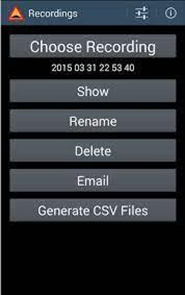 Recordings
Choose Recording
2015 03 31 22 53 40
Show
Rename
Delete
Email
Generate CSV Files